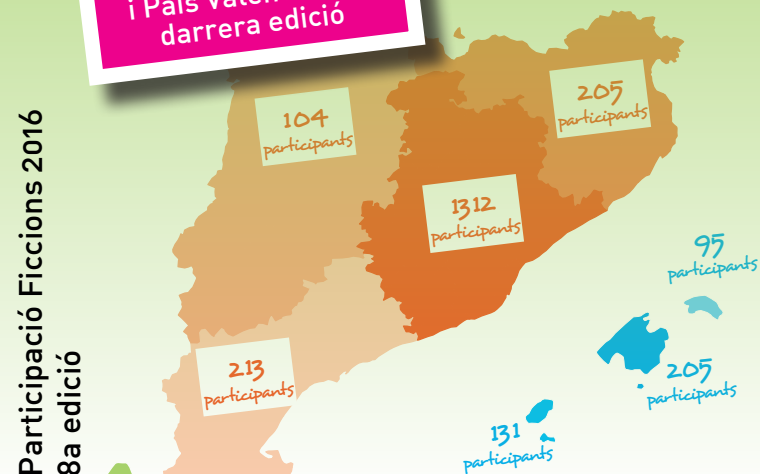 i País
darrera edició
104
participants
205
participants
1312
participants
95
participants
213
participants
205
participants
131
participants
Participació Ficcions 2016
8a edició